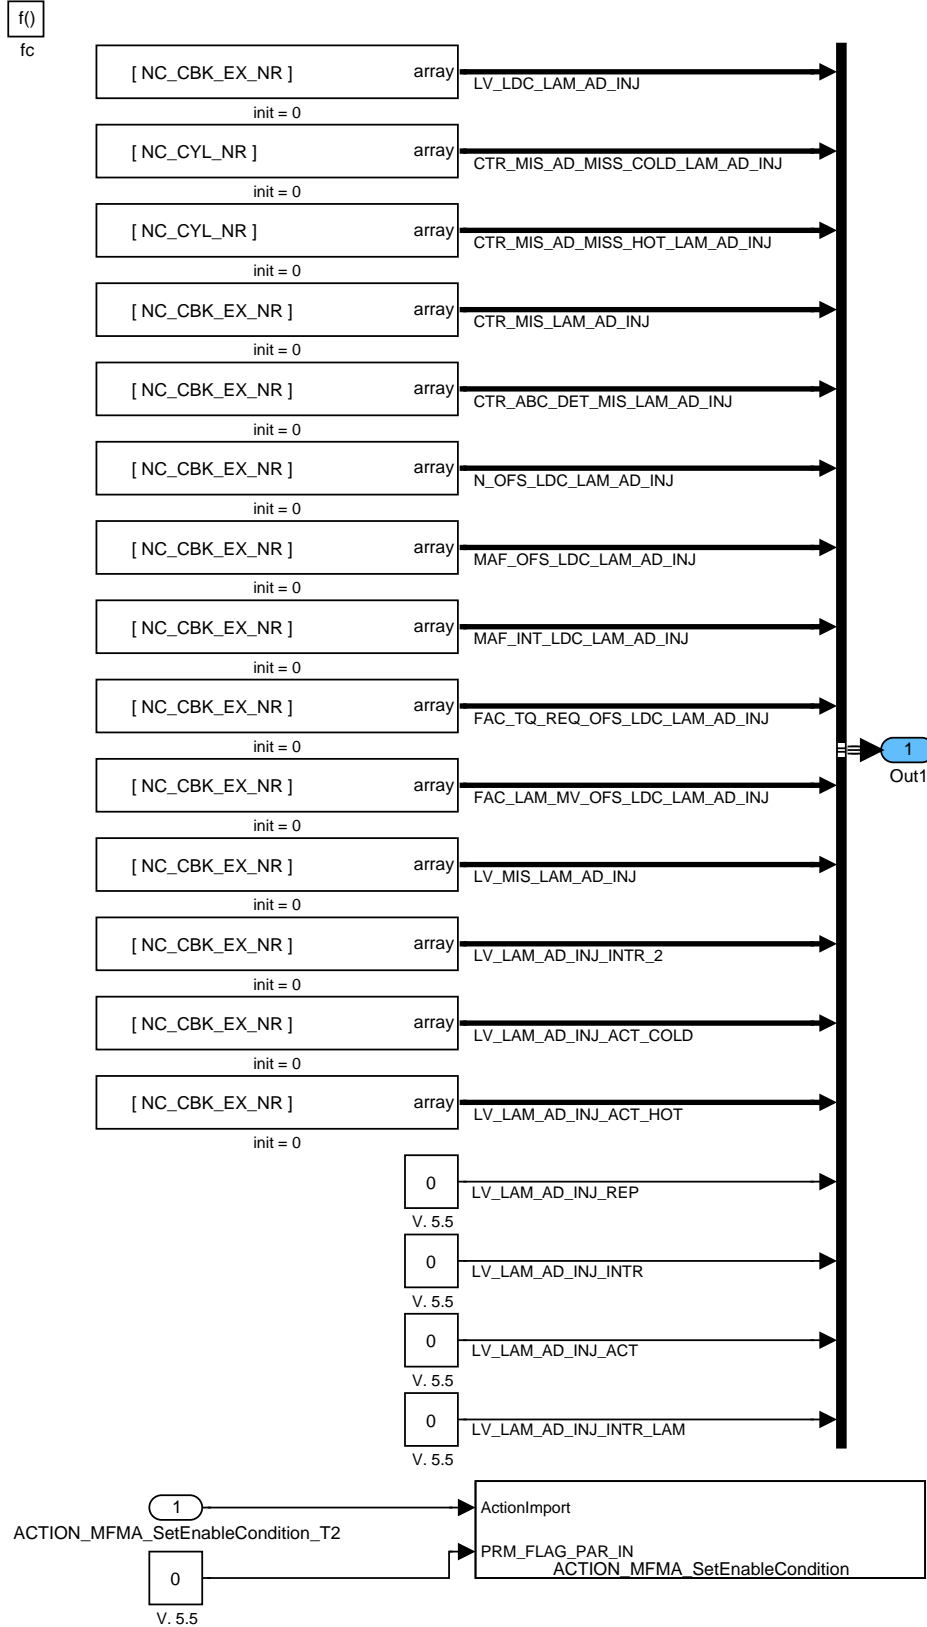 f()
fc
[ NC_CBK_EX_NR ] array
LV_LDC_LAM_AD_INJ
init = 0
[ NC_CYL_NR ] array
CTR_MIS_AD_MISS_COLD_LAM_AD_INJ
init = 0
[ NC_CYL_NR ] array
CTR_MIS_AD_MISS_HOT_LAM_AD_INJ
init = 0
[ NC_CBK_EX_NR ] array
CTR_MIS_LAM_AD_INJ
init = 0
[ NC_CBK_EX_NR ] array
CTR_ABC_DET_MIS_LAM_AD_INJ
init = 0
[ NC_CBK_EX_NR ] array
N_OFS_LDC_LAM_AD_INJ
init = 0
[ NC_CBK_EX_NR ] array
MAF_OFS_LDC_LAM_AD_INJ
init = 0
[ NC_CBK_EX_NR ] array
MAF_INT_LDC_LAM_AD_INJ
init = 0
[ NC_CBK_EX_NR ] array
FAC_TQ_REQ_OFS_LDC_LAM_AD_INJ
init = 0
1
Out1
[ NC_CBK_EX_NR ] array
FAC_LAM_MV_OFS_LDC_LAM_AD_INJ
init = 0
[ NC_CBK_EX_NR ] array
LV_MIS_LAM_AD_INJ
init = 0
[ NC_CBK_EX_NR ] array
LV_LAM_AD_INJ_INTR_2
init = 0
[ NC_CBK_EX_NR ] array
LV_LAM_AD_INJ_ACT_COLD
init = 0
[ NC_CBK_EX_NR ] array
LV_LAM_AD_INJ_ACT_HOT
init = 0
0
LV_LAM_AD_INJ_REP
V. 5.5
0
LV_LAM_AD_INJ_INTR
V. 5.5
0
LV_LAM_AD_INJ_ACT
V. 5.5
0
LV_LAM_AD_INJ_INTR_LAM
V. 5.5
1
ActionImport
ACTION_MFMA_SetEnableCondition_T2
PRM_FLAG_PAR_IN
ACTION_MFMA_SetEnableCondition
0
V. 5.5